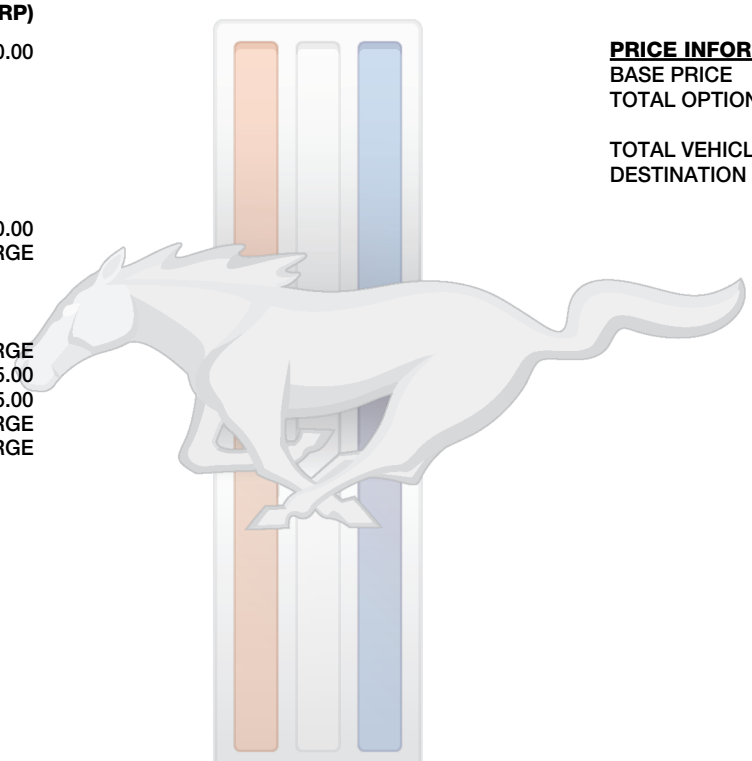 RP)
0.00
0.00
RGE
RGE
5.00
5.00
RGE
RGE
PRICE INFOR
BASE PRICE
TOTAL OPTION
TOTAL VEHICL
DESTINATION